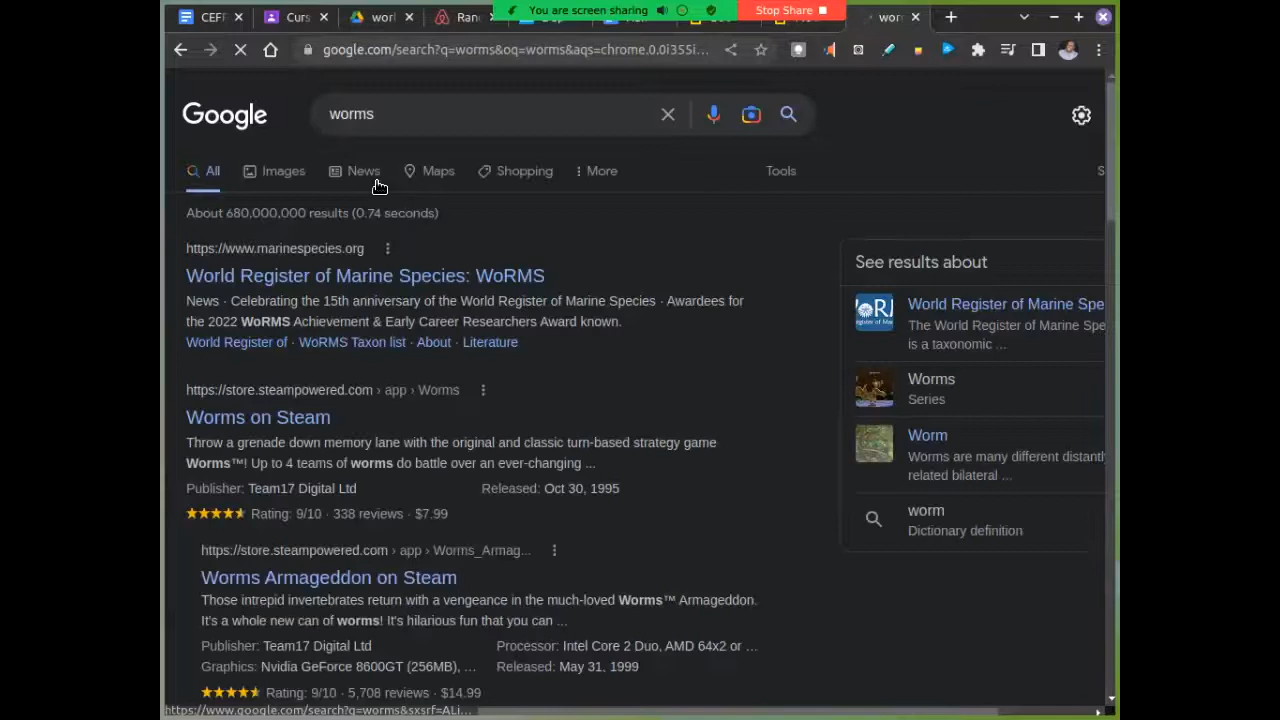 CEFF
Curs
worl
Rand
You are screen sharing
Stop Share
worm
google.com/search?q=worms&oq=worms&aqs=chrome.0.0i355i...
Google
worms
All
Images
News
Maps
Shopping
More
Tools
S
About 680,000,000 results (0.74 seconds)
https://www.marinespecies.org
World Register of Marine Species: WoRMS
News · Celebrating the 15th anniversary of the World Register of Marine Species · Awardees for
the 2022 WoRMS Achievement & Early Career Researchers Award known.
World Register of · WoRMS Taxon list · About · Literature
https://store.steampowered.com › app › Worms
Worms on Steam
Throw a grenade down memory lane with the original and classic turn-based strategy game
Worms™! Up to 4 teams of worms do battle over an ever-changing ...
Publisher: Team17 Digital Ltd
Released: Oct 30, 1995
Rating: 9/10 · 338 reviews · $7.99
https://store.steampowered.com › app › Worms_Armag...
Worms Armageddon on Steam
Those intrepid invertebrates return with a vengeance in the much-loved Worms™ Armageddon.
It's a whole new can of worms! It's hilarious fun that you can ...
Publisher: Team17 Digital Ltd
Processor: Intel Core 2 Duo, AMD 64x2 or ...
Graphics: Nvidia GeForce 8600GT (256MB), ...
Released: May 31, 1999
Rating: 9/10 · 5,708 reviews · $14.99
https://www.google.com/search?q=worms&sxsrf=ALi...
See results about
World Register of Marine Spe
The World Register of Marine Spe
is a taxonomic ...
Worms
Series
Worm
Worms are many different distantly
related bilateral ...
worm
Dictionary definition